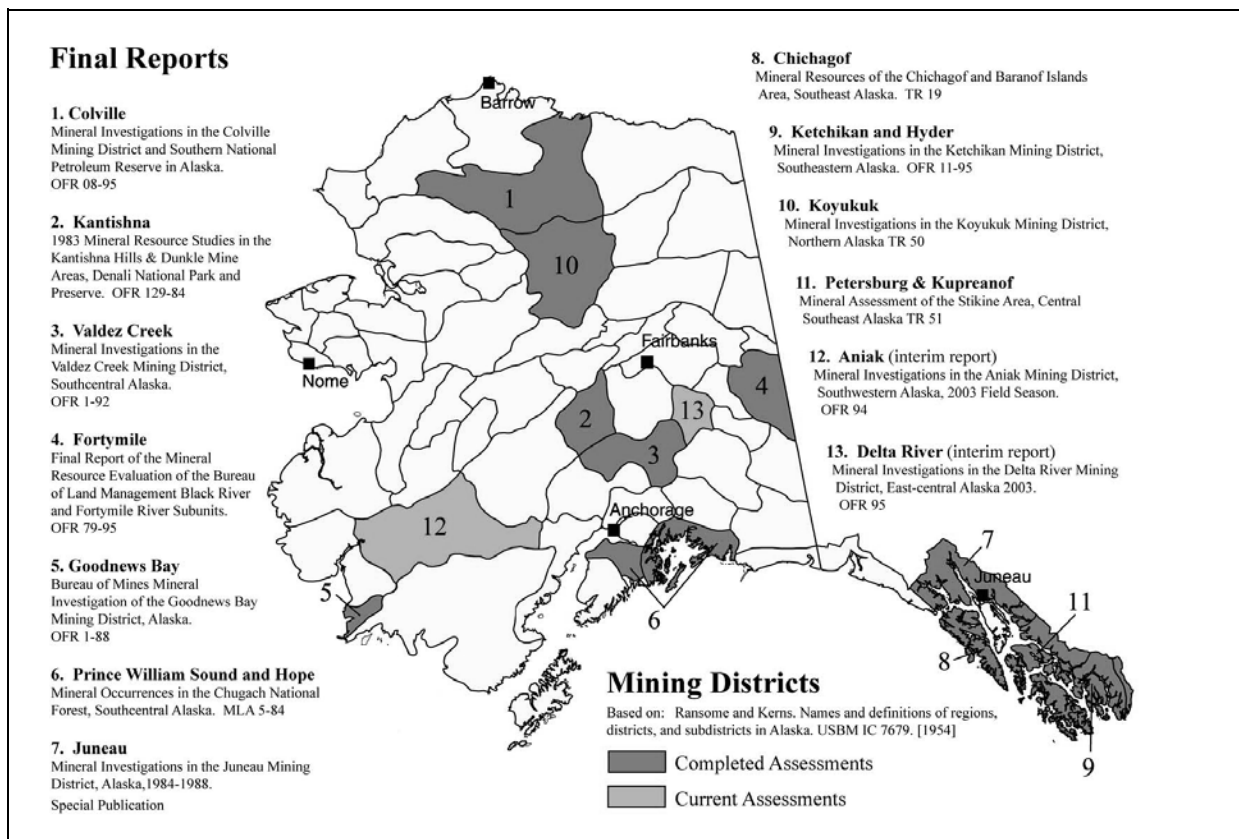 Final Reports
1. Colville
Mineral Investigations in the Colville
Mining District and Southern National
Petroleum Reserve in Alaska.
OFR 08-95
2. Kantishna
1983 Mineral Resource Studies in the
Kantishna Hills & Dunkle Mine
Areas, Denali National Park and
Preserve. OFR 129-84
3. Valdez Creek
Mineral Investigations in the
Valdez Creek Mining District,
Southcentral Alaska.
OFR 1-92
4. Fortymile
Final Report of the Mineral
Resource Evaluation of the Bureau
of Land Management Black River
and Fortymile River Subunits.
OFR 79-95
5. Goodnews Bay
Bureau of Mines Mineral
Investigation of the Goodnews Bay
Mining District, Alaska.
OFR 1-88
6. Prince William Sound and Hope
Mineral Occurrences in the Chugach National
Forest, Southcentral Alaska. MLA 5-84
7. Juneau
Mineral Investigations in the Juneau Mining
District, Alaska,1984-1988.
Special Publication
8. Chichagof
Mineral Resources of the Chichagof and Baranof Islands
Area, Southeast Alaska. TR 19
9. Ketchikan and Hyder
Mineral Investigations in the Ketchikan Mining District,
Southeastern Alaska. OFR 11-95
10. Koyukuk
Mineral Investigations in the Koyukuk Mining District,
Northern Alaska TR 50
11. Petersburg & Kupreanof
Mineral Assessment of the Stikine Area, Central
Southeast Alaska TR 51
12. Aniak (interim report)
Mineral Investigations in the Aniak Mining District,
Southwestern Alaska, 2003 Field Season.
OFR 94
13. Delta River (interim report)
Mineral Investigations in the Delta River Mining
District, East-central Alaska 2003.
OFR 95
Barrow
1
10
Fairbanks
Nome
4
2
13
3
Anchorage
12
5
6
7
Juneau
11
8
9
Mining Districts
Based on: Ransome and Kerns. Names and definitions of regions,
districts, and subdistricts in Alaska. USBM IC 7679. [1954]
Completed Assessments
Current Assessments